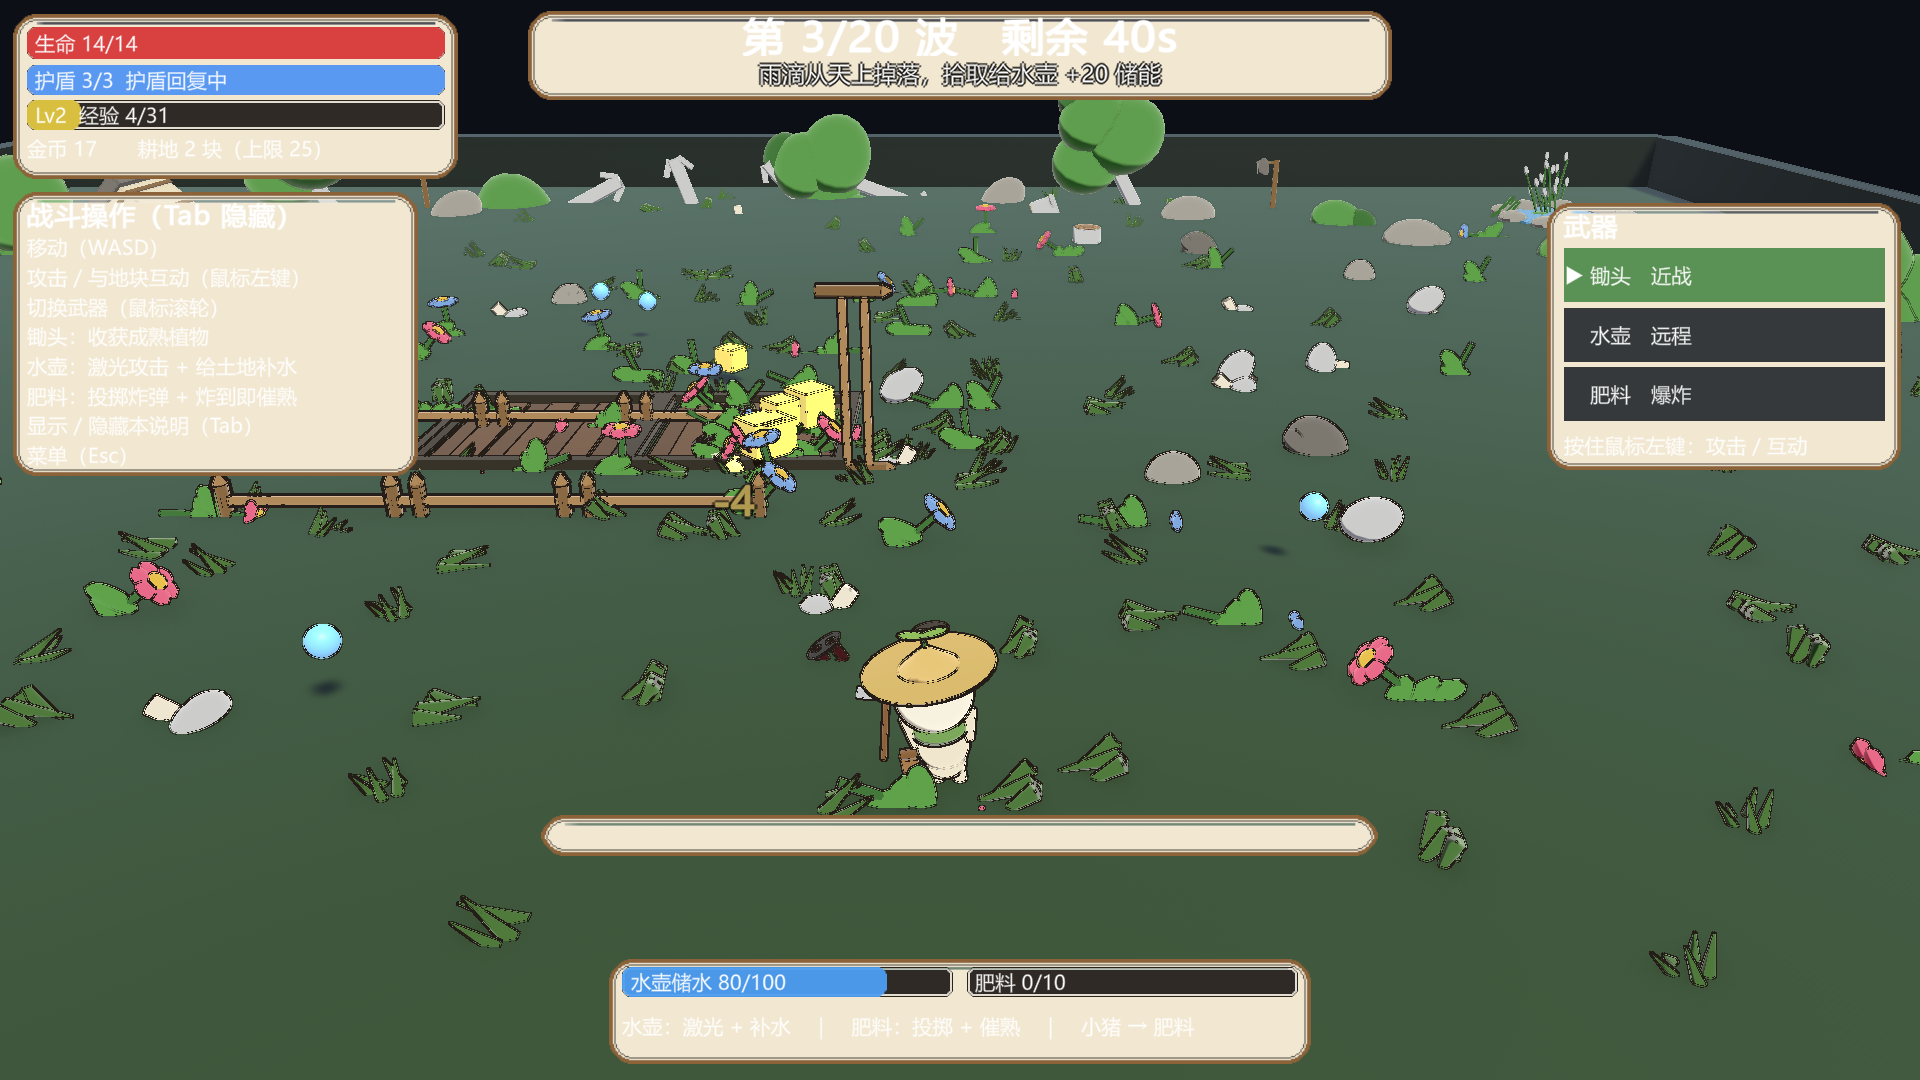 生命 14/14
护盾 3/3 护盾回复中
Lv2 经验 4/31
金币 17 耕地 2 块（上限 25）
第 3/20 波 剩余 40s
雨滴从天上掉落，拾取给水壶 +20 储能
战斗操作（Tab 隐藏）
移动（WASD）
攻击 / 与地块互动（鼠标左键）
切换武器（鼠标滚轮）
锄头：收获成熟植物
水壶：激光攻击 + 给土地补水
肥料：投掷炸弹 + 炸到即催熟
显示 / 隐藏本说明（Tab）
菜单（Esc）
武器
▶ 锄头 近战
水壶 远程
肥料 爆炸
按住鼠标左键：攻击 / 互动
-4
水壶储水 80/100
肥料 0/10
水壶：激光 + 补水 | 肥料：投掷 + 催熟 | 小猪 → 肥料